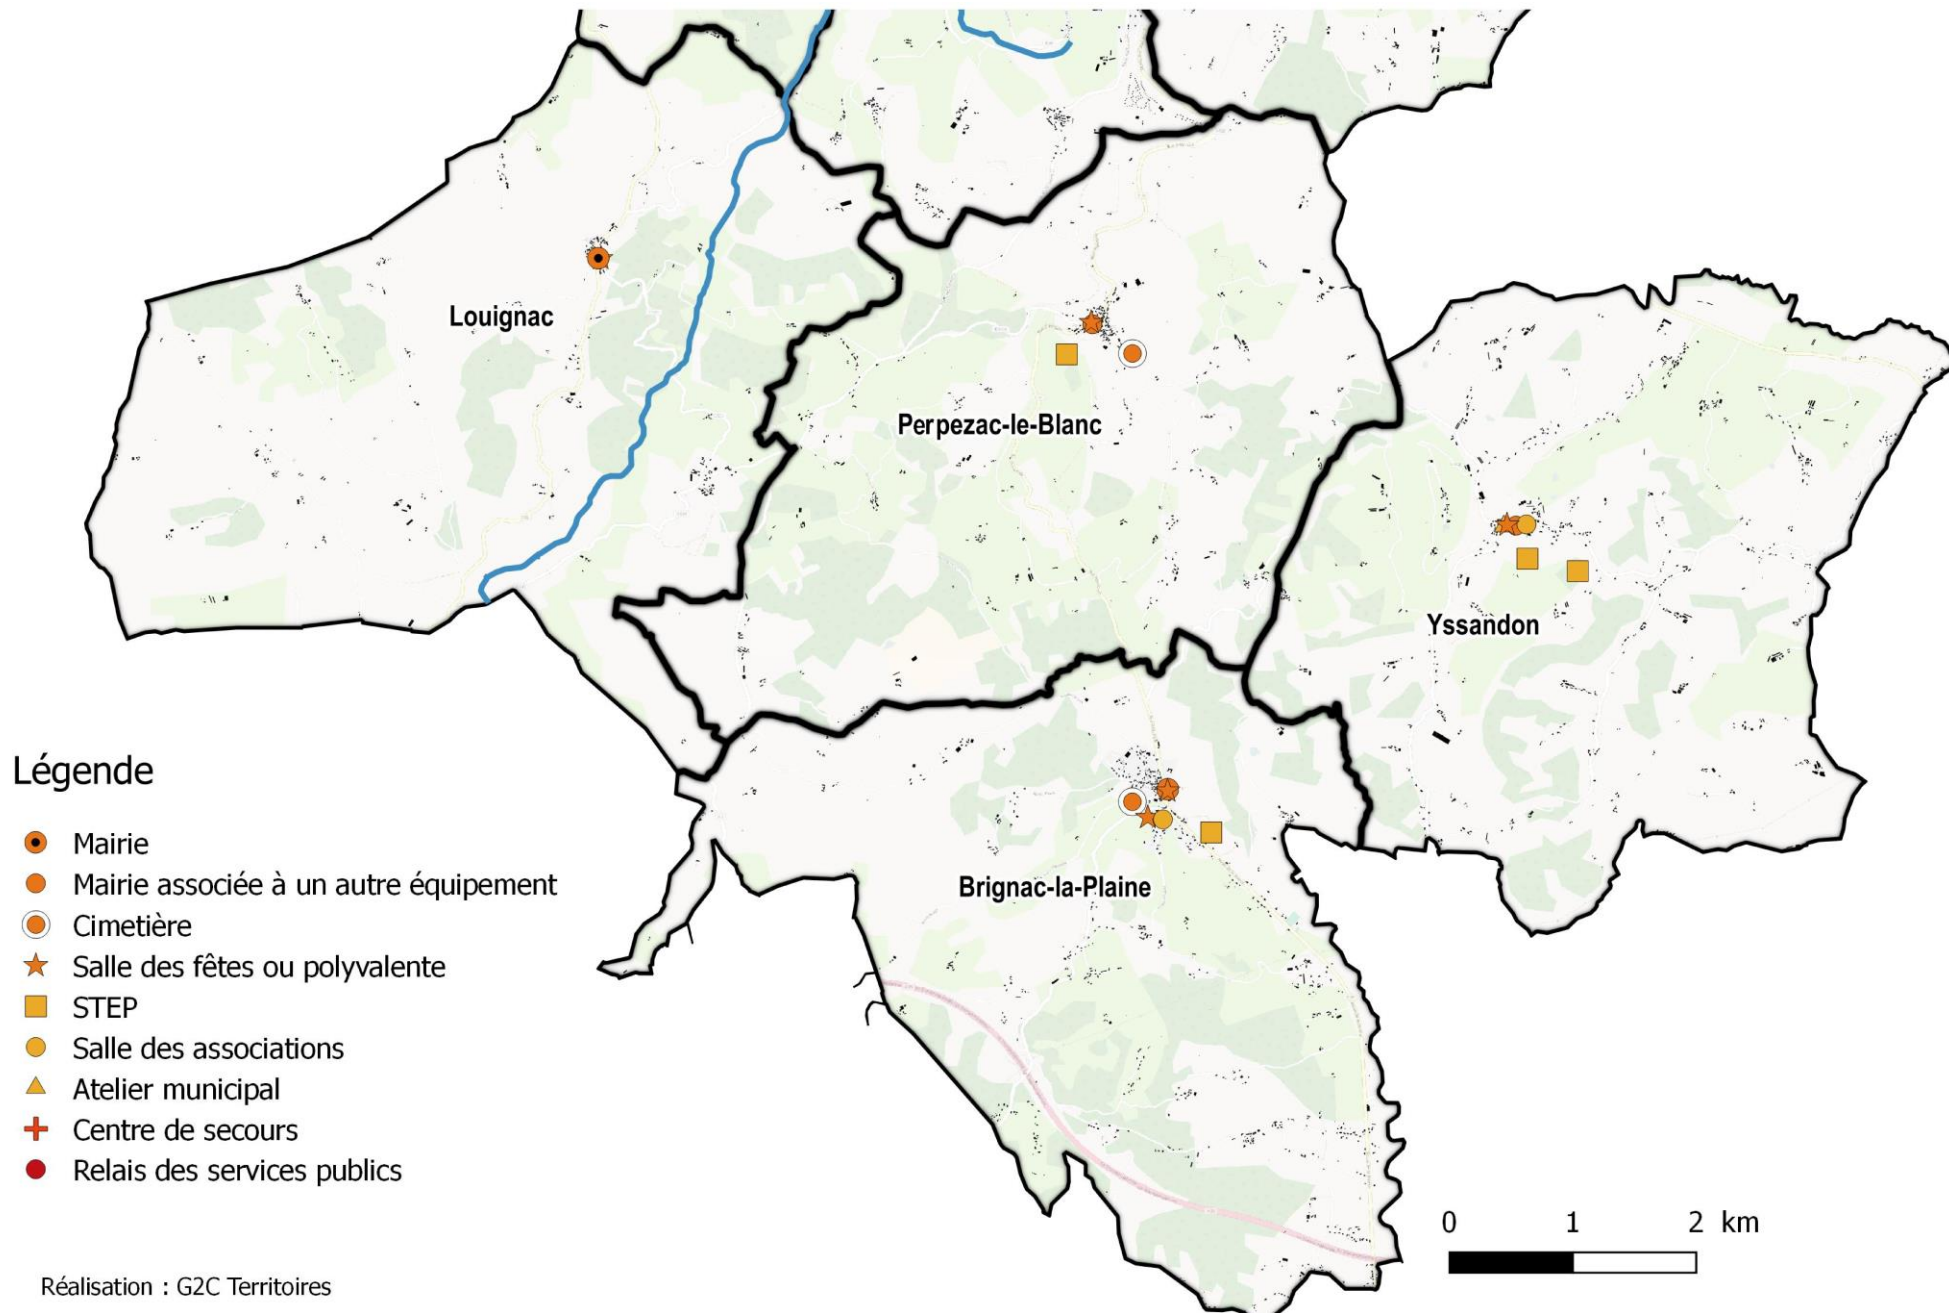 Louignac
Perpezac-le-Blanc
Yssandon
Brignac-la-Plaine
Légende
Mairie
Mairie associée à un autre équipement
Cimetière
Salle des fêtes ou polyvalente
STEP
Salle des associations
Atelier municipal
Centre de secours
Relais des services publics
0 1 2 km
Réalisation : G2C Territoires